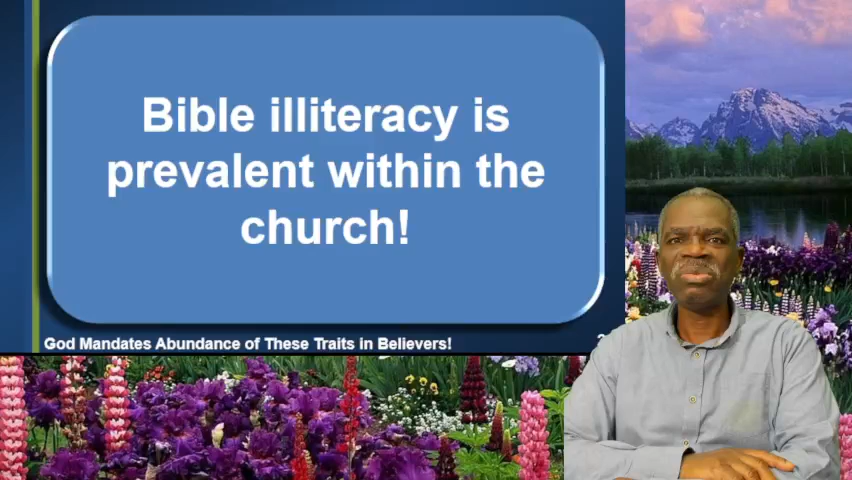 Bible illiteracy is
prevalent within the
church!
God Mandates Abundance of These Traits in Believers!